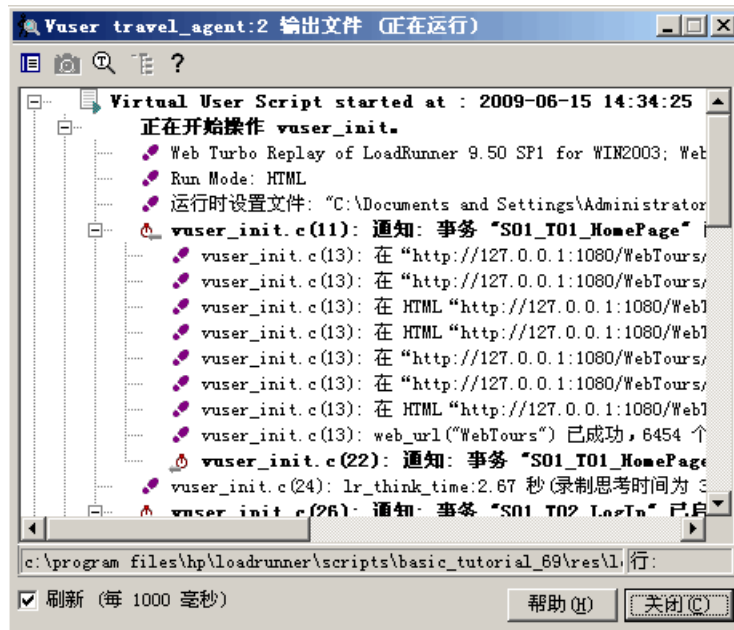 Vuser travel_agent:2 输出文件 (正在运行)
Virtual User Script started at : 2009-06-15 14:34:25
正在开始操作 vuser_init。
Web Turbo Replay of LoadRunner 9.50 SP1 for WIN2003; Web
Run Mode: HTML
运行时设置文件: "C:\Documents and Settings\Administrator
vuser_init.c(11): 通知: 事务 "S01_T01_HomePage"
vuser_init.c(13): 在 "http://127.0.0.1:1080/WebTours/
vuser_init.c(13): 在 "http://127.0.0.1:1080/WebTours/
vuser_init.c(13): 在 HTML "http://127.0.0.1:1080/WebT
vuser_init.c(13): 在 HTML "http://127.0.0.1:1080/WebT
vuser_init.c(13): 在 "http://127.0.0.1:1080/WebTours/
vuser_init.c(13): 在 "http://127.0.0.1:1080/WebTours/
vuser_init.c(13): 在 HTML "http://127.0.0.1:1080/WebT
vuser_init.c(13): web_url("WebTours") 已成功, 6454 个
vuser_init.c(22): 通知: 事务 "S01_T01_HomePage
vuser_init.c(24): lr_think_time:2.67 秒(录制思考时间为
vuser_init.c(26): 通知: 事务 "S01_T02_LogIn" 已启
c:\program files\hp\loadrunner\scripts\basic_tutorial_69\res\l 行:
刷新 (每 1000 毫秒)
帮助(H) 关闭(C)